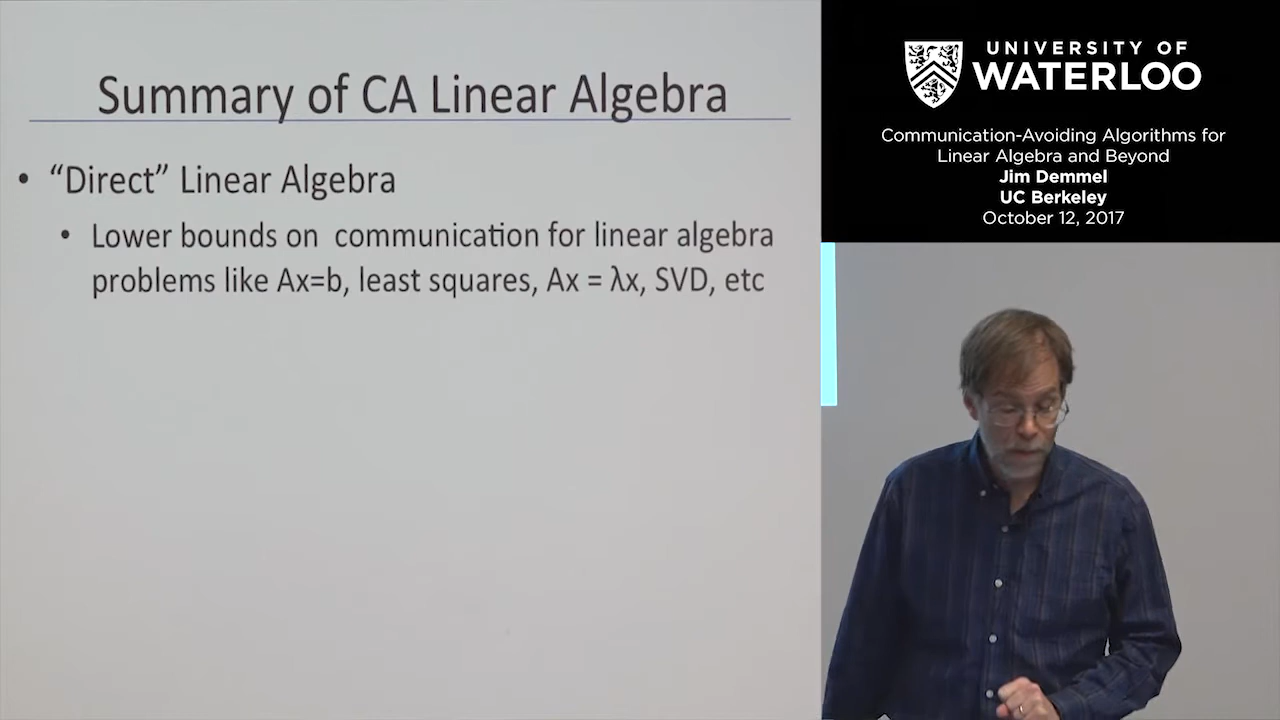 Summary of CA Linear Algebra
• “Direct” Linear Algebra
• Lower bounds on communication for linear algebra
problems like Ax=b, least squares, Ax = λx, SVD, etc
UNIVERSITY OF
WATERLOO
Communication-Avoiding Algorithms for
Linear Algebra and Beyond
Jim Demmel
UC Berkeley
October 12, 2017